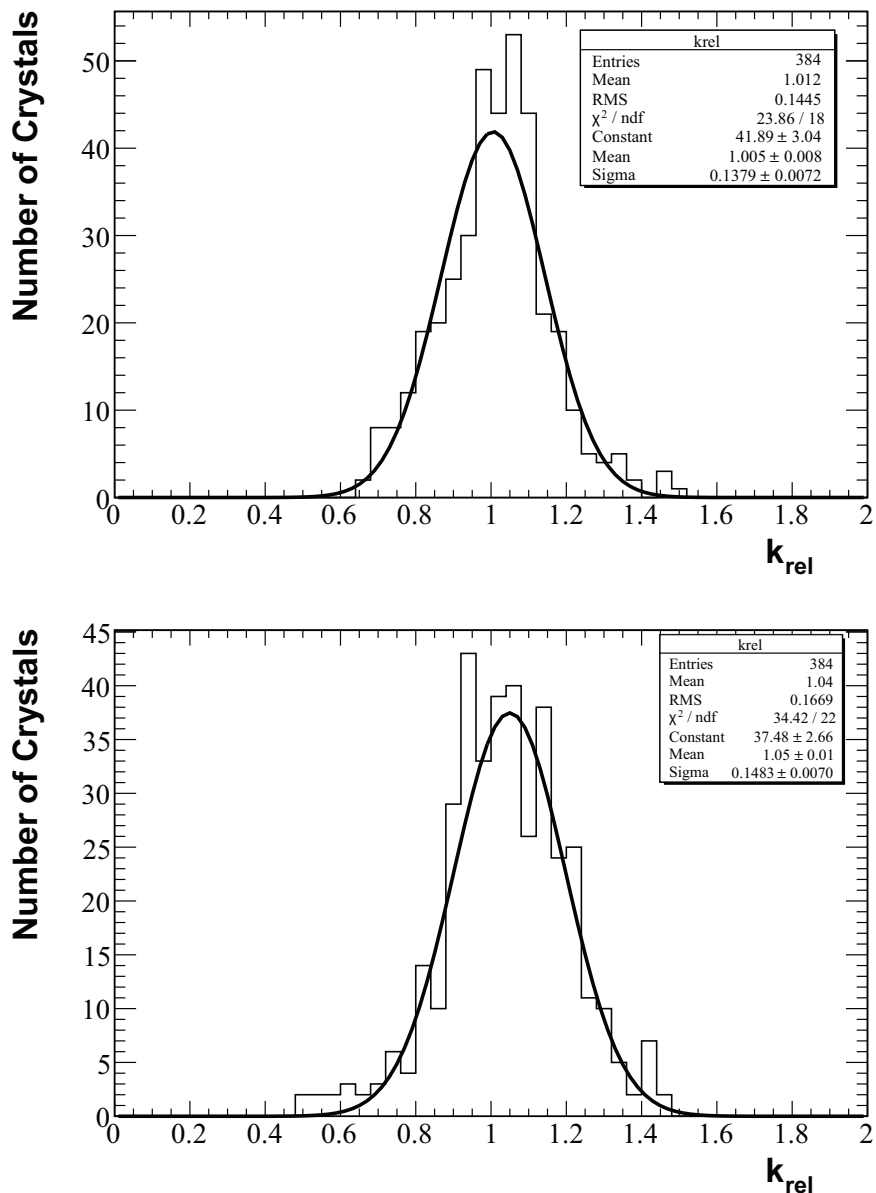 Number of Crystals
50
40
30
20
10
0
krel
Entries 384
Mean 1.012
RMS 0.1445
χ² / ndf 23.86 / 18
Constant 41.89 ± 3.04
Mean 1.005 ± 0.008
Sigma 0.1379 ± 0.0072
0 0.2 0.4 0.6 0.8 1 1.2 1.4 1.6 1.8 2
k_rel
Number of Crystals
45
40
35
30
25
20
15
10
5
0
krel
Entries 384
Mean 1.04
RMS 0.1669
χ² / ndf 34.42 / 22
Constant 37.48 ± 2.66
Mean 1.05 ± 0.01
Sigma 0.1483 ± 0.0070
0 0.2 0.4 0.6 0.8 1 1.2 1.4 1.6 1.8 2
k_rel